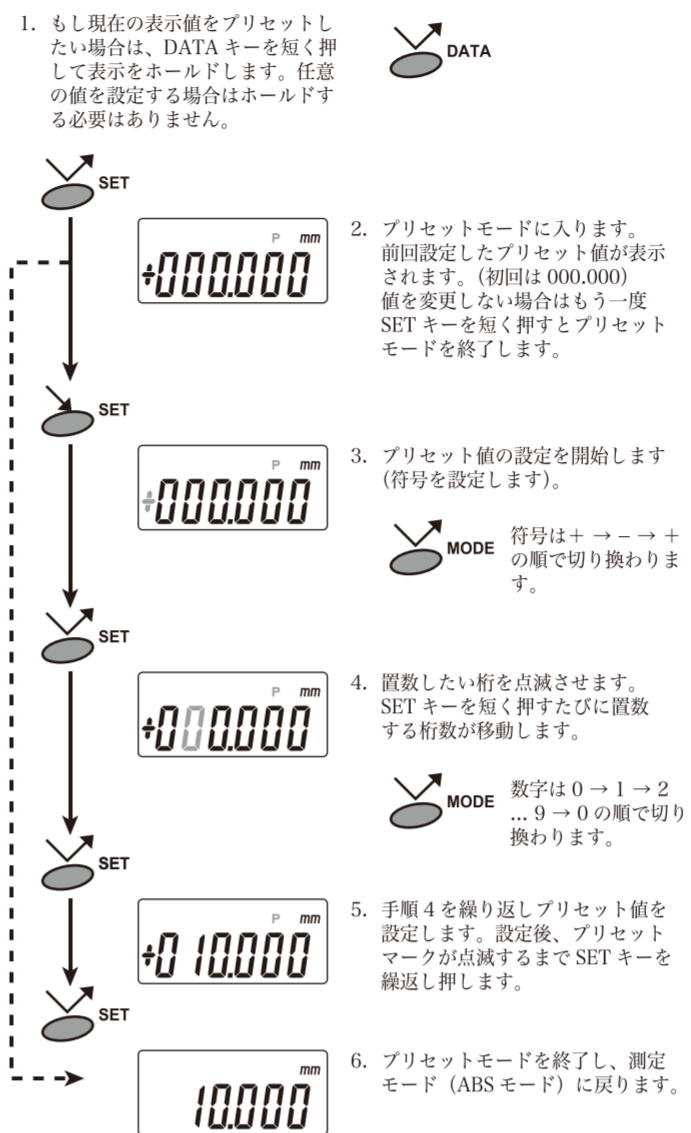 1. もし現在の表示値をプリセットし
たい場合は、DATA キーを短く押
して表示をホールドします。任意
の値を設定する場合はホールドす
る必要はありません。
DATA
SET
P mm
+000.000
2. プリセットモードに入ります。
前回設定したプリセット値が表示
されます。(初回は 000.000)
値を変更しない場合はもう一度
SET キーを短く押すとプリセット
モードを終了します。
SET
P mm
+000.000
3. プリセット値の設定を開始します
(符号を設定します)。
MODE
符号は＋ → – → ＋
の順で切り換わりま
す。
SET
P mm
+000.000
4. 置数したい桁を点滅させます。
SET キーを短く押すたびに置数
する桁数が移動します。
MODE
数字は 0 → 1 → 2
... 9 → 0 の順で切り
換わります。
SET
P mm
+010.000
5. 手順 4 を繰り返しプリセット値を
設定します。設定後、プリセット
マークが点滅するまで SET キーを
繰返し押します。
SET
mm
10.000
6. プリセットモードを終了し、測定
モード（ABS モード）に戻ります。